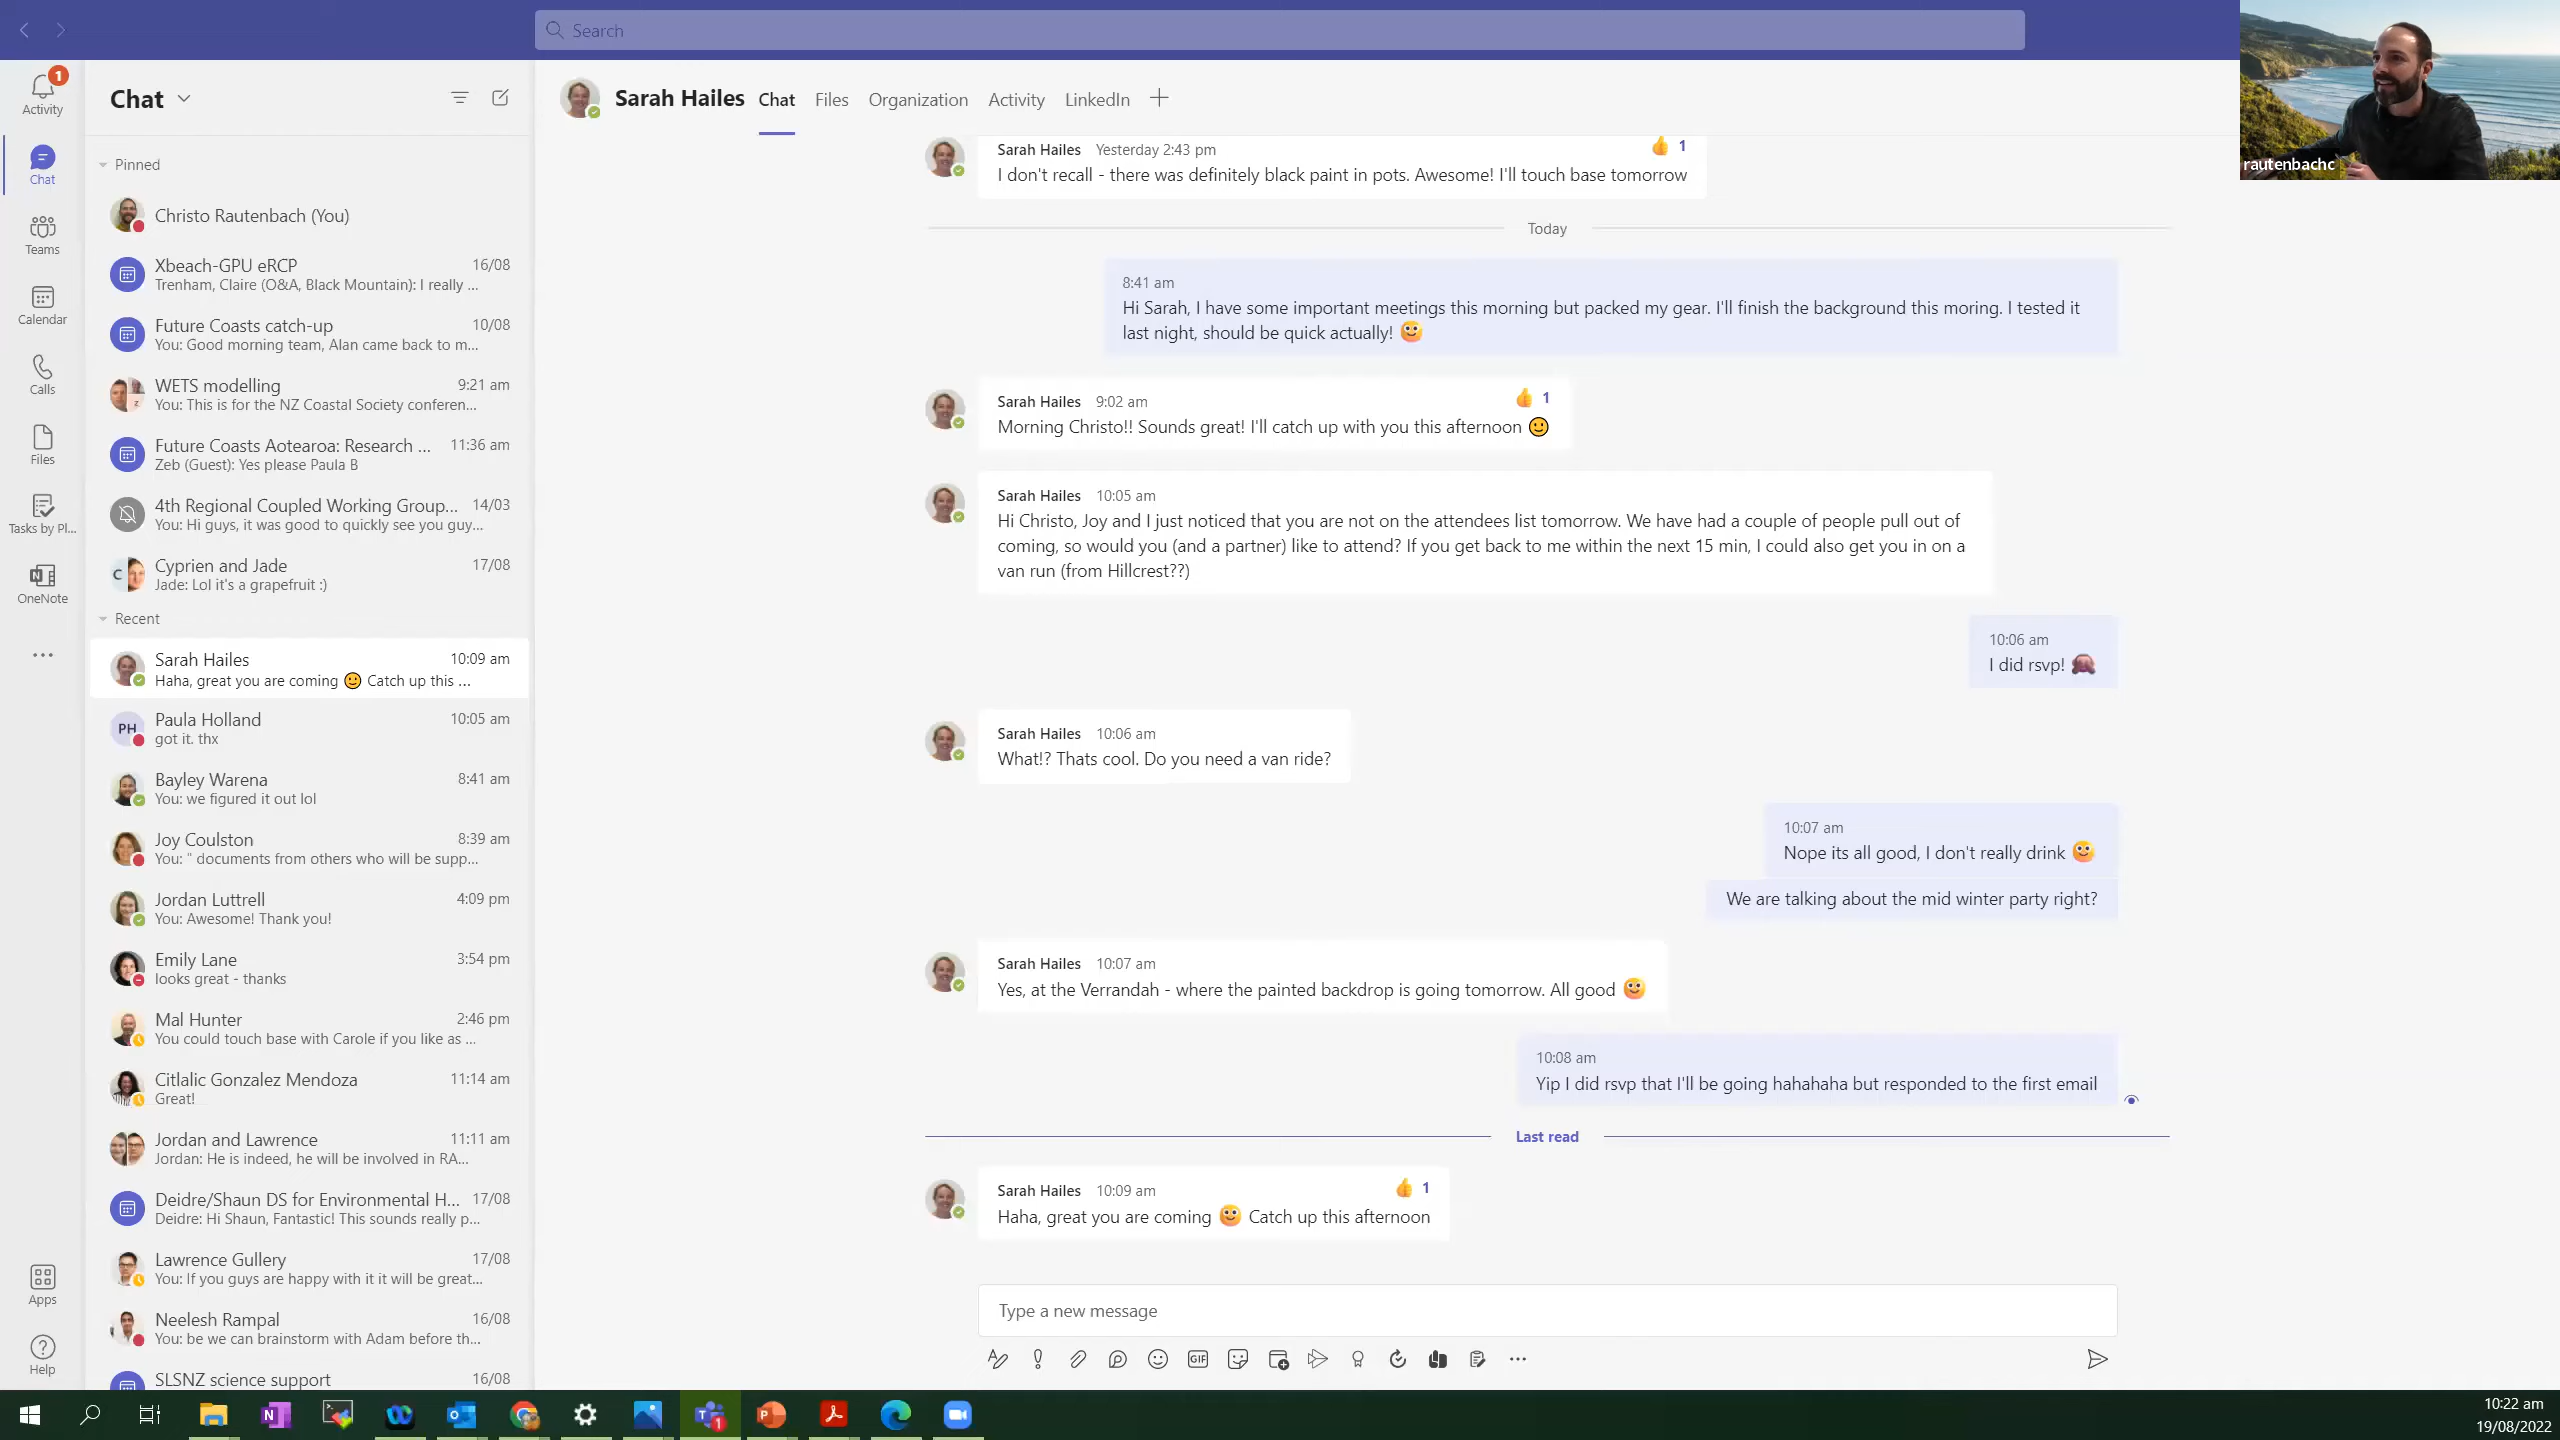 Search
rautenbachc
1
Activity
Chat
Teams
Calendar
Calls
Files
Tasks by Pl...
OneNote
Apps
Help
Chat
Pinned
Christo Rautenbach (You)
Xbeach-GPU eRCP 16/08
Trenham, Claire (O&A, Black Mountain): I really ...
Future Coasts catch-up 10/08
You: Good morning team, Alan came back to m...
WETS modelling 9:21 am
You: This is for the NZ Coastal Society conferen...
Future Coasts Aotearoa: Research ... 11:36 am
Zeb (Guest): Yes please Paula B
4th Regional Coupled Working Group... 14/03
You: Hi guys, it was good to quickly see you guy...
C
Cyprien and Jade 17/08
Jade: Lol it's a grapefruit :)
Recent
Sarah Hailes 10:09 am
Haha, great you are coming Catch up this ...
PH
Paula Holland 10:05 am
got it. thx
Bayley Warena 8:41 am
You: we figured it out lol
Joy Coulston 8:39 am
You: " documents from others who will be supp...
Jordan Luttrell 4:09 pm
You: Awesome! Thank you!
Emily Lane 3:54 pm
looks great - thanks
Mal Hunter 2:46 pm
You could touch base with Carole if you like as ...
Citlalic Gonzalez Mendoza 11:14 am
Great!
Jordan and Lawrence 11:11 am
Jordan: He is indeed, he will be involved in RA...
Deidre/Shaun DS for Environmental H... 17/08
Deidre: Hi Shaun, Fantastic! This sounds really p...
Lawrence Gullery 17/08
You: If you guys are happy with it it will be great...
Neelesh Rampal 16/08
You: be we can brainstorm with Adam before th...
SLSNZ science support 16/08
Sarah Hailes Chat Files Organization Activity LinkedIn
Sarah Hailes Yesterday 2:43 pm 1
I don't recall - there was definitely black paint in pots. Awesome! I'll touch base tomorrow
Today
8:41 am
Hi Sarah, I have some important meetings this morning but packed my gear. I'll finish the background this moring. I tested it
last night, should be quick actually!
Sarah Hailes 9:02 am 1
Morning Christo!! Sounds great! I'll catch up with you this afternoon
Sarah Hailes 10:05 am
Hi Christo, Joy and I just noticed that you are not on the attendees list tomorrow. We have had a couple of people pull out of
coming, so would you (and a partner) like to attend? If you get back to me within the next 15 min, I could also get you in on a
van run (from Hillcrest??)
10:06 am
I did rsvp!
Sarah Hailes 10:06 am
What!? Thats cool. Do you need a van ride?
10:07 am
Nope its all good, I don't really drink
We are talking about the mid winter party right?
Sarah Hailes 10:07 am
Yes, at the Verrandah - where the painted backdrop is going tomorrow. All good
10:08 am
Yip I did rsvp that I'll be going hahahaha but responded to the first email
Last read
Sarah Hailes 10:09 am 1
Haha, great you are coming Catch up this afternoon
Type a new message
GIF
10:22 am
19/08/2022